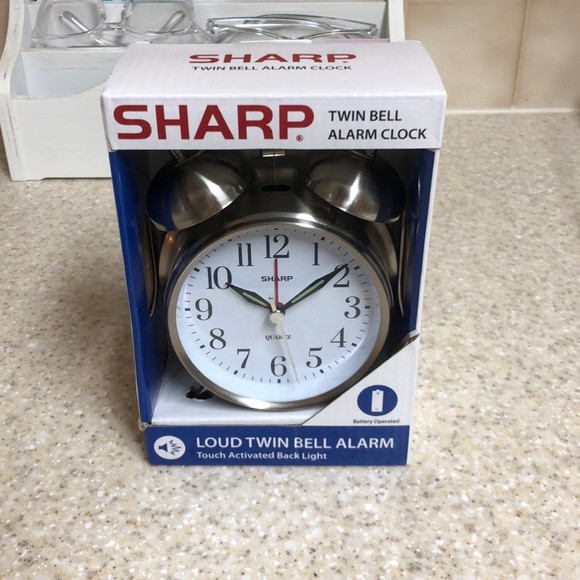 SHARP
TWIN BELL ALARM CLOCK
SHARP®
TWIN BELL
ALARM CLOCK
12
11
1
10
2
SHARP
9
3
8
QUARTZ
4
7
5
6
Battery Operated
LOUD TWIN BELL ALARM
Touch Activated Back Light